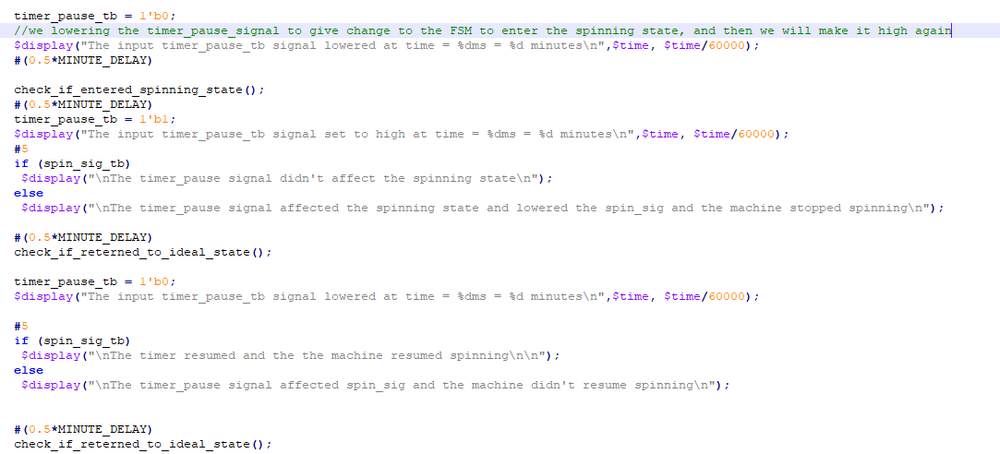 timer_pause_tb = 1'b0;
//we lowering the timer_pause_signal to give change to the FSM to enter the spinning state, and then we will make it high again
$display("The input timer_pause_tb signal lowered at time = %dms = %d minutes\n",$time, $time/60000);
#(0.5*MINUTE_DELAY)
check_if_entered_spinning_state();
#(0.5*MINUTE_DELAY)
timer_pause_tb = 1'b1;
$display("The input timer_pause_tb signal set to high at time = %dms = %d minutes\n",$time, $time/60000);
#5
if (spin_sig_tb)
$display("\nThe timer_pause signal didn't affect the spinning state\n");
else
$display("\nThe timer_pause signal affected the spinning state and lowered the spin_sig and the machine stopped spinning\n");
#(0.5*MINUTE_DELAY)
check_if_reterned_to_ideal_state();
timer_pause_tb = 1'b0;
$display("The input timer_pause_tb signal lowered at time = %dms = %d minutes\n",$time, $time/60000);
#5
if (spin_sig_tb)
$display("\nThe timer resumed and the the machine resumed spinning\n\n");
else
$display("\nThe timer_pause signal affected spin_sig and the machine didn't resume spinning\n");
#(0.5*MINUTE_DELAY)
check_if_reterned_to_ideal_state();